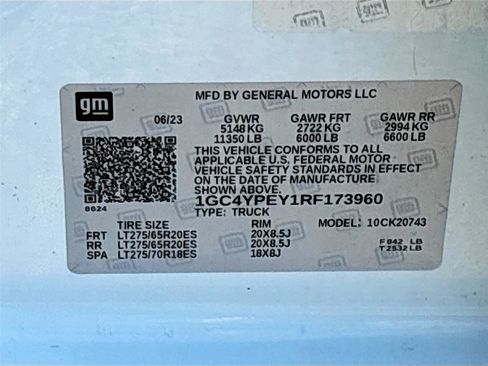 gm
MFD BY GENERAL MOTORS LLC
06/23 GVWR GAWR FRT GAWR RR
5148 KG 2722 KG 2994 KG
11350 LB 6000 LB 6600 LB
THIS VEHICLE CONFORMS TO ALL
APPLICABLE U.S. FEDERAL MOTOR
VEHICLE SAFETY STANDARDS IN EFFECT
ON THE DATE OF MANUFACTURE
SHOWN ABOVE.
1GC4YPEY1RF173960
8624
TYPE: TRUCK MODEL: 10CK20743
TIRE SIZE RIM
FRT LT275/65R20ES 20X8.5J F 942 LB
RR LT275/65R20ES 20X8.5J T 2532 LB
SPA LT275/70R18ES 18X8J